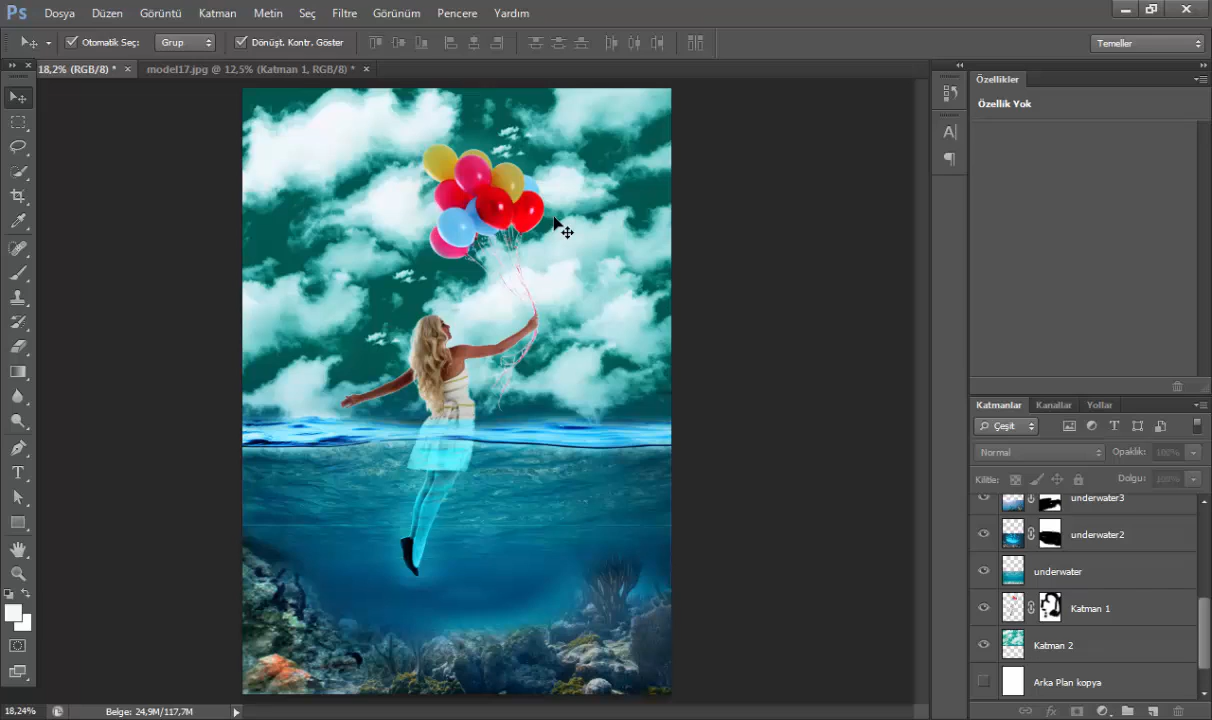 Ps Dosya Düzen Görüntü Katman Metin Seç Filtre Görünüm Pencere Yardım
Otomatik Seç: Grup Dönüşt. Kontr. Göster Temeller
18,2% (RGB/8) * × model17.jpg @ 12,5% (Katman 1, RGB/8) * ×
Özellikler
Özellik Yok
Katmanlar Kanallar Yollar
Çeşit
Normal Opaklık: 100%
Kilitle: Dolgu: 100%
underwater3
underwater2
underwater
Katman 1
Katman 2
Arka Plan kopya
18,24% Belge: 24,9M/117,7M